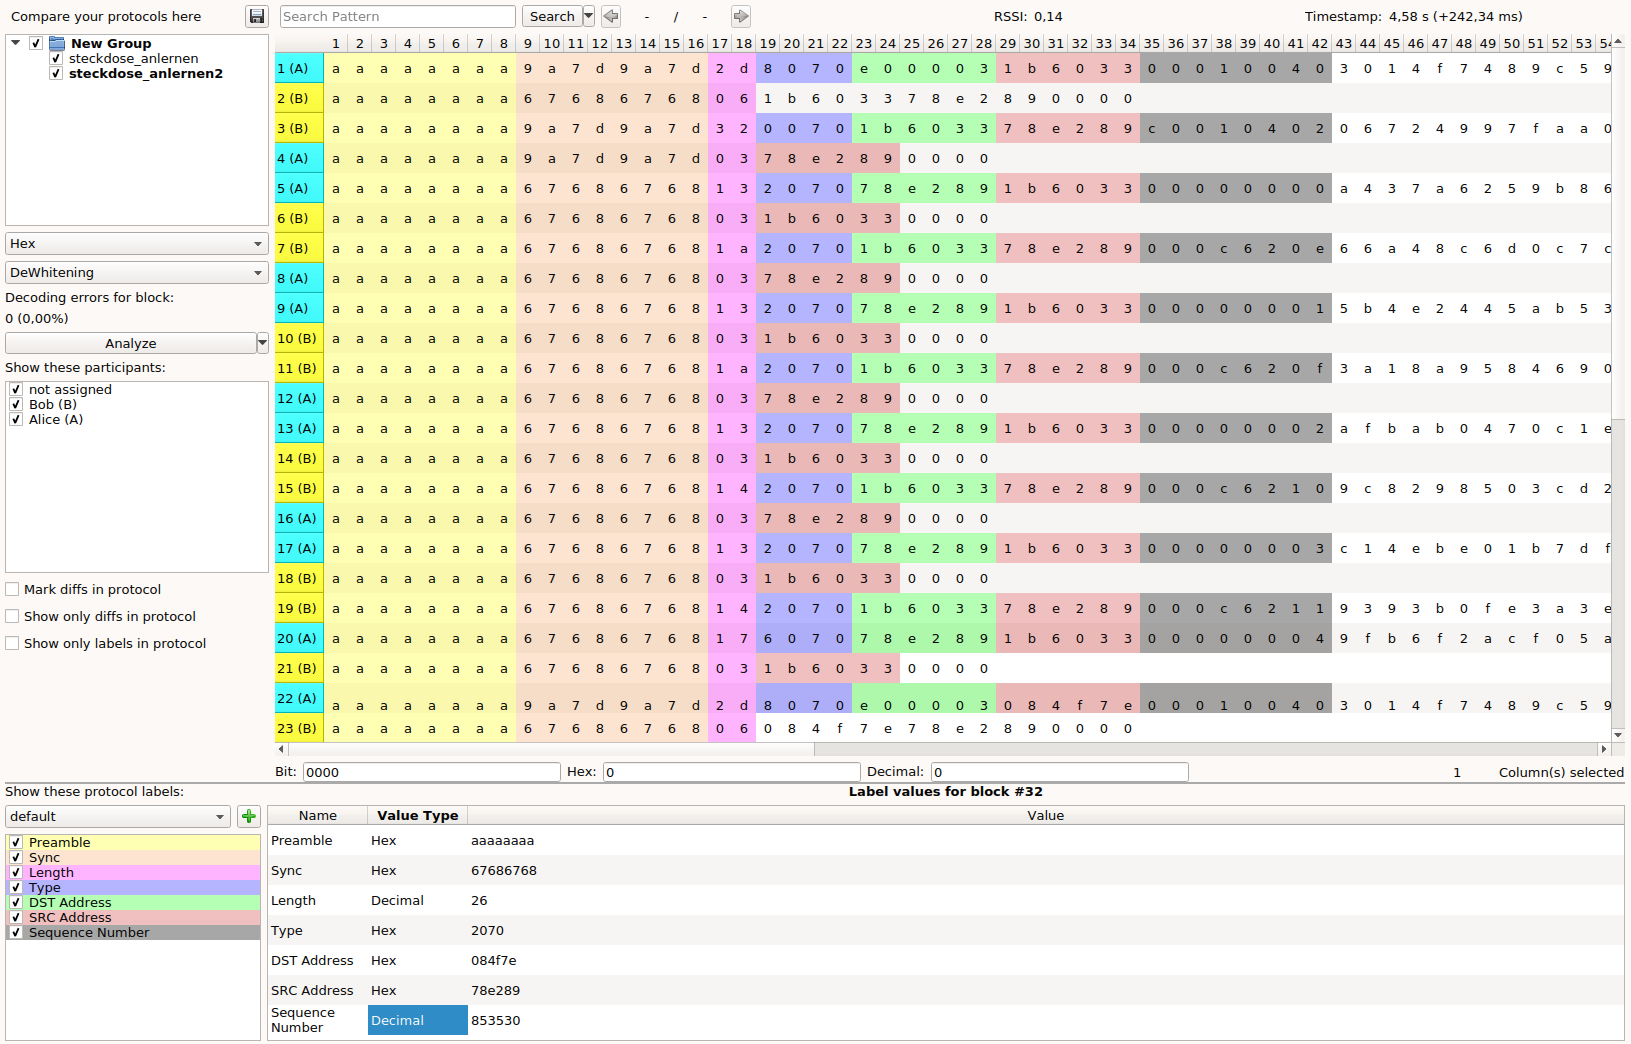 Compare your protocols here Search Pattern Search - / - RSSI: 0,14 Timestamp: 4,58 s (+242,34 ms)
New Group
steckdose_anlernen
steckdose_anlernen2
Hex
DeWhitening
Decoding errors for block:
0 (0,00%)
Analyze
Show these participants:
not assigned
Bob (B)
Alice (A)
Mark diffs in protocol
Show only diffs in protocol
Show only labels in protocol
1 2 3 4 5 6 7 8 9 10 11 12 13 14 15 16 17 18 19 20 21 22 23 24 25 26 27 28 29 30 31 32 33 34 35 36 37 38 39 40 41 42 43 44 45 46 47 48 49 50 51 52 53 54
1 (A) a a a a a a a a 9 a 7 d 9 a 7 d 2 d 8 0 7 0 e 0 0 0 0 3 1 b 6 0 3 3 0 0 0 1 0 0 4 0 3 0 1 4 f 7 4 8 9 c 5 9
2 (B) a a a a a a a a 6 7 6 8 6 7 6 8 0 6 1 b 6 0 3 3 7 8 e 2 8 9 0 0 0 0
3 (B) a a a a a a a a 9 a 7 d 9 a 7 d 3 2 0 0 7 0 1 b 6 0 3 3 7 8 e 2 8 9 c 0 0 1 0 4 0 2 0 6 7 2 4 9 9 7 f a a 0
4 (A) a a a a a a a a 9 a 7 d 9 a 7 d 0 3 7 8 e 2 8 9 0 0 0 0
5 (A) a a a a a a a a 6 7 6 8 6 7 6 8 1 3 2 0 7 0 7 8 e 2 8 9 1 b 6 0 3 3 0 0 0 0 0 0 0 0 a 4 3 7 a 6 2 5 9 b 8 6
6 (B) a a a a a a a a 6 7 6 8 6 7 6 8 0 3 1 b 6 0 3 3 0 0 0 0
7 (B) a a a a a a a a 6 7 6 8 6 7 6 8 1 a 2 0 7 0 1 b 6 0 3 3 7 8 e 2 8 9 0 0 0 c 6 2 0 e 6 6 a 4 8 c 6 d 0 c 7 c
8 (A) a a a a a a a a 6 7 6 8 6 7 6 8 0 3 7 8 e 2 8 9 0 0 0 0
9 (A) a a a a a a a a 6 7 6 8 6 7 6 8 1 3 2 0 7 0 7 8 e 2 8 9 1 b 6 0 3 3 0 0 0 0 0 0 0 1 5 b 4 e 2 4 4 5 a b 5 3
10 (B) a a a a a a a a 6 7 6 8 6 7 6 8 0 3 1 b 6 0 3 3 0 0 0 0
11 (B) a a a a a a a a 6 7 6 8 6 7 6 8 1 a 2 0 7 0 1 b 6 0 3 3 7 8 e 2 8 9 0 0 0 c 6 2 0 f 3 a 1 8 a 9 5 8 4 6 9 0
12 (A) a a a a a a a a 6 7 6 8 6 7 6 8 0 3 7 8 e 2 8 9 0 0 0 0
13 (A) a a a a a a a a 6 7 6 8 6 7 6 8 1 3 2 0 7 0 7 8 e 2 8 9 1 b 6 0 3 3 0 0 0 0 0 0 0 2 a f b a b 0 4 7 0 c 1 e
14 (B) a a a a a a a a 6 7 6 8 6 7 6 8 0 3 1 b 6 0 3 3 0 0 0 0
15 (B) a a a a a a a a 6 7 6 8 6 7 6 8 1 4 2 0 7 0 1 b 6 0 3 3 7 8 e 2 8 9 0 0 0 c 6 2 1 0 9 c 8 2 9 8 5 0 3 c d 2
16 (A) a a a a a a a a 6 7 6 8 6 7 6 8 0 3 7 8 e 2 8 9 0 0 0 0
17 (A) a a a a a a a a 6 7 6 8 6 7 6 8 1 3 2 0 7 0 7 8 e 2 8 9 1 b 6 0 3 3 0 0 0 0 0 0 0 3 c 1 4 e b e 0 1 b 7 d f
18 (B) a a a a a a a a 6 7 6 8 6 7 6 8 0 3 1 b 6 0 3 3 0 0 0 0
19 (B) a a a a a a a a 6 7 6 8 6 7 6 8 1 4 2 0 7 0 1 b 6 0 3 3 7 8 e 2 8 9 0 0 0 c 6 2 1 1 9 3 9 3 b 0 f e 3 a 3 e
20 (A) a a a a a a a a 6 7 6 8 6 7 6 8 1 7 6 0 7 0 7 8 e 2 8 9 1 b 6 0 3 3 0 0 0 0 0 0 0 4 9 f b 6 f 2 a c f 0 5 a
21 (B) a a a a a a a a 6 7 6 8 6 7 6 8 0 3 1 b 6 0 3 3 0 0 0 0
22 (A) a a a a a a a a 9 a 7 d 9 a 7 d 2 d 8 0 7 0 e 0 0 0 0 3 0 8 4 f 7 e 0 0 0 1 0 0 4 0 3 0 1 4 f 7 4 8 9 c 5 9
23 (B) a a a a a a a a 6 7 6 8 6 7 6 8 0 6 0 8 4 f 7 e 7 8 e 2 8 9 0 0 0 0
Bit: 0000 Hex: 0 Decimal: 0 1 Column(s) selected
Show these protocol labels:
default
Preamble
Sync
Length
Type
DST Address
SRC Address
Sequence Number
Label values for block #32
Name Value Type Value
Preamble Hex aaaaaaaa
Sync Hex 67686768
Length Decimal 26
Type Hex 2070
DST Address Hex 084f7e
SRC Address Hex 78e289
Sequence
Number Decimal 853530